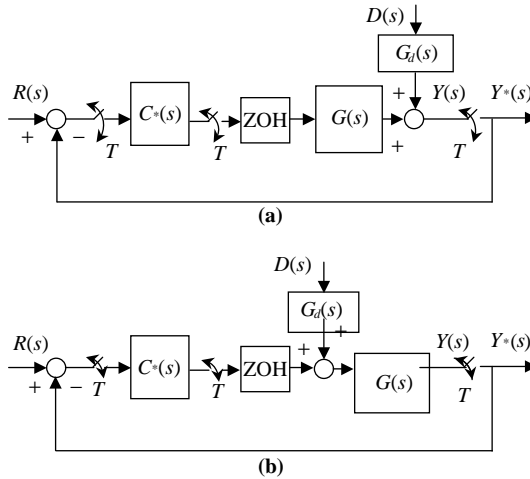 D(s)
G_d(s)
R(s) + − T C*(s) T ZOH G(s) + + Y(s) T Y*(s)
(a)
D(s)
G_d(s)
R(s) + − T C*(s) T ZOH + + G(s) Y(s) T Y*(s)
(b)